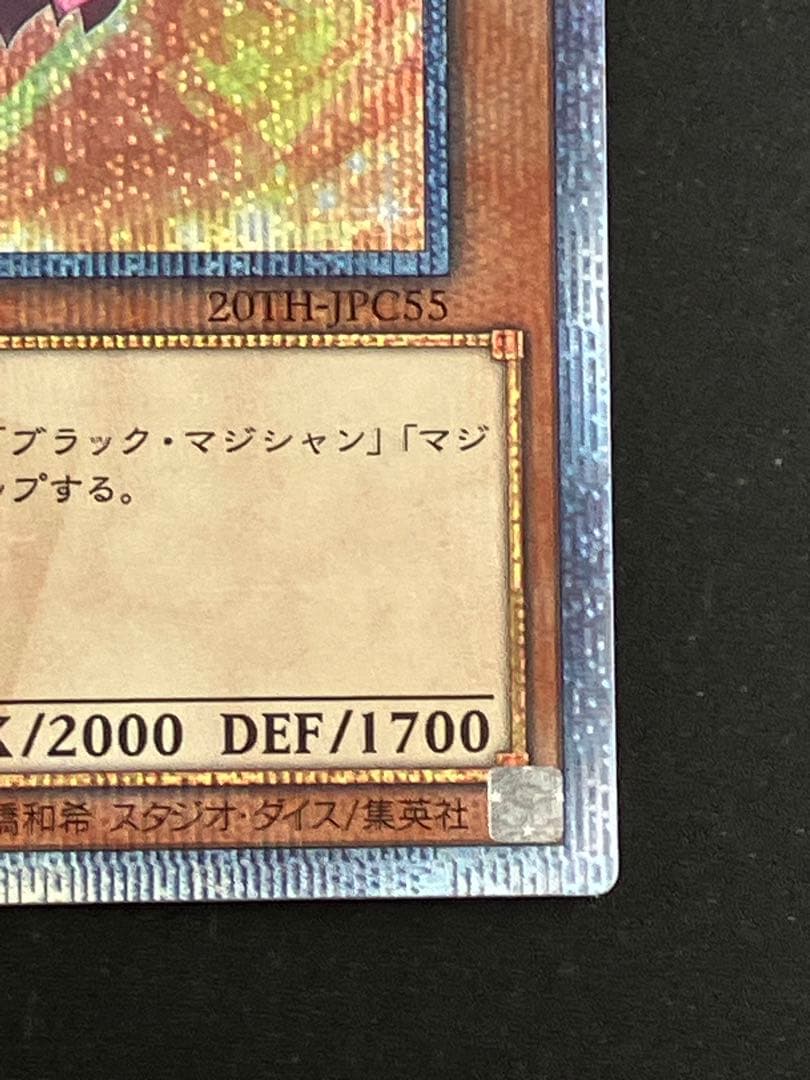 20TH-JPC55
「ブラック・マジシャン」「マジ
ップする。
K/2000 DEF/1700
橋和希 スタジオ・ダイス/集英社